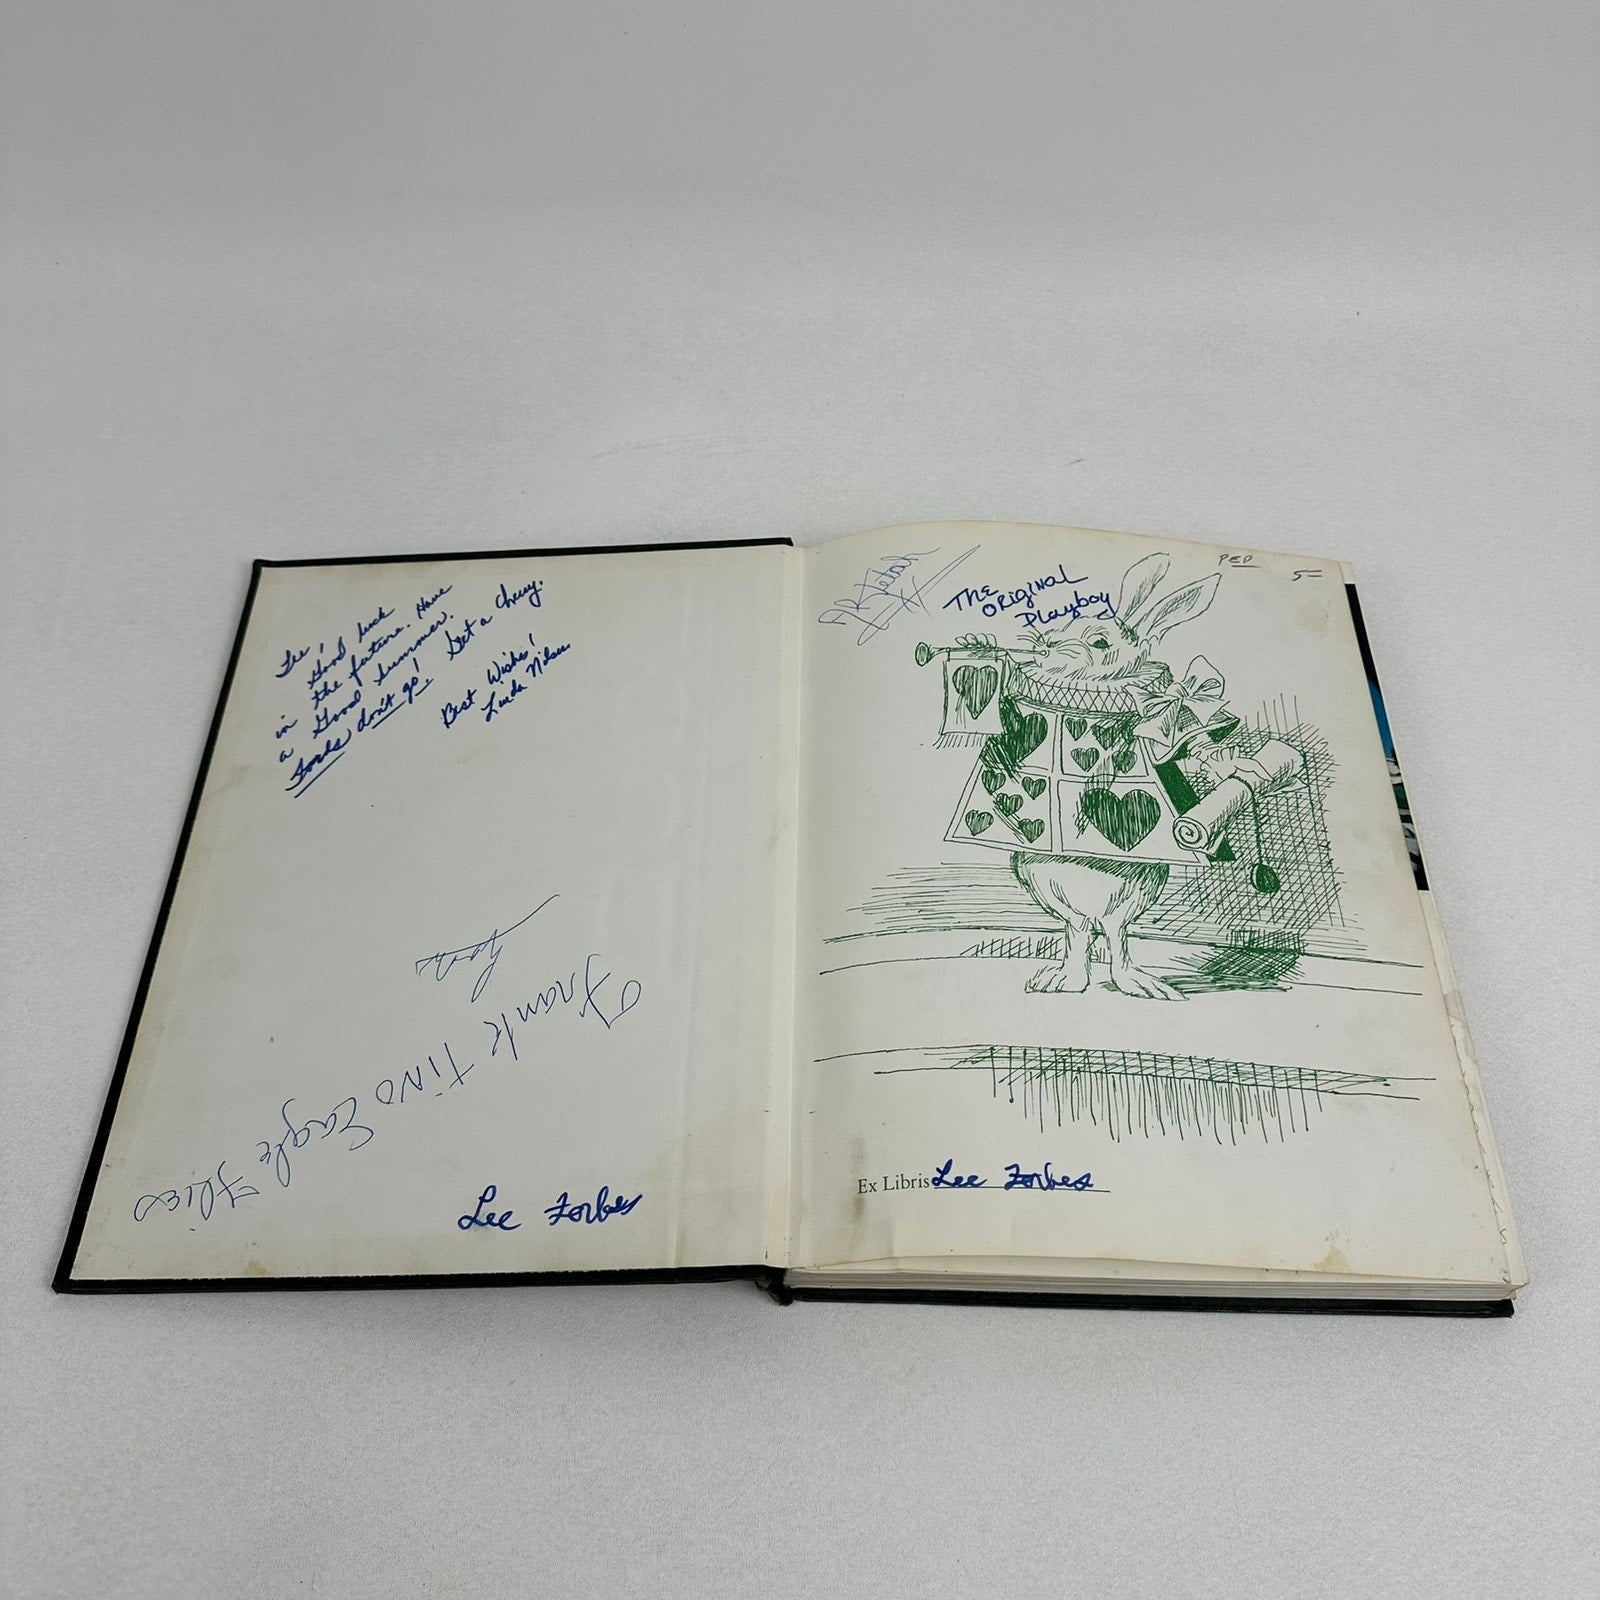 Lee,
Good luck
in the future. Have
a Good Summer.
Fords don't go! Get a Chevy.
Best Wishes!
Linda
Frank Tino Eagle Flies
Lee Forbes
The
Original
Playboy
PED
5=
Ex Libris Lee Forbes